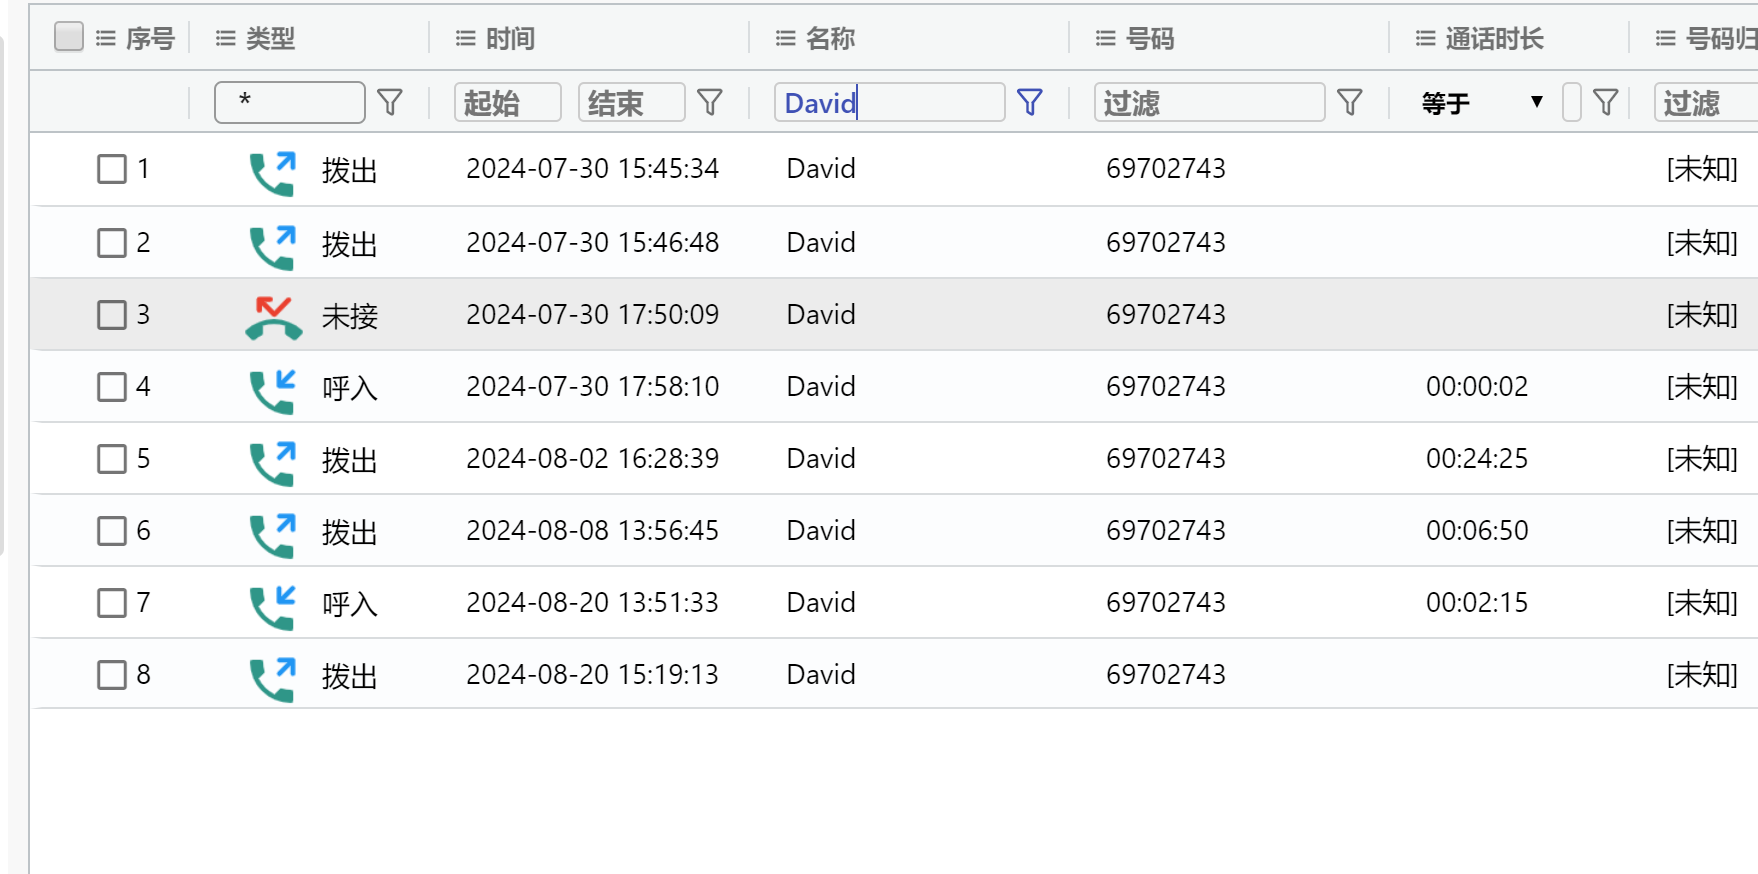 序号 类型 时间 名称 号码 通话时长 号码归
* 起始 结束 David 过滤 等于 过滤
1 拨出 2024-07-30 15:45:34 David 69702743 [未知]
2 拨出 2024-07-30 15:46:48 David 69702743 [未知]
3 未接 2024-07-30 17:50:09 David 69702743 [未知]
4 呼入 2024-07-30 17:58:10 David 69702743 00:00:02 [未知]
5 拨出 2024-08-02 16:28:39 David 69702743 00:24:25 [未知]
6 拨出 2024-08-08 13:56:45 David 69702743 00:06:50 [未知]
7 呼入 2024-08-20 13:51:33 David 69702743 00:02:15 [未知]
8 拨出 2024-08-20 15:19:13 David 69702743 [未知]